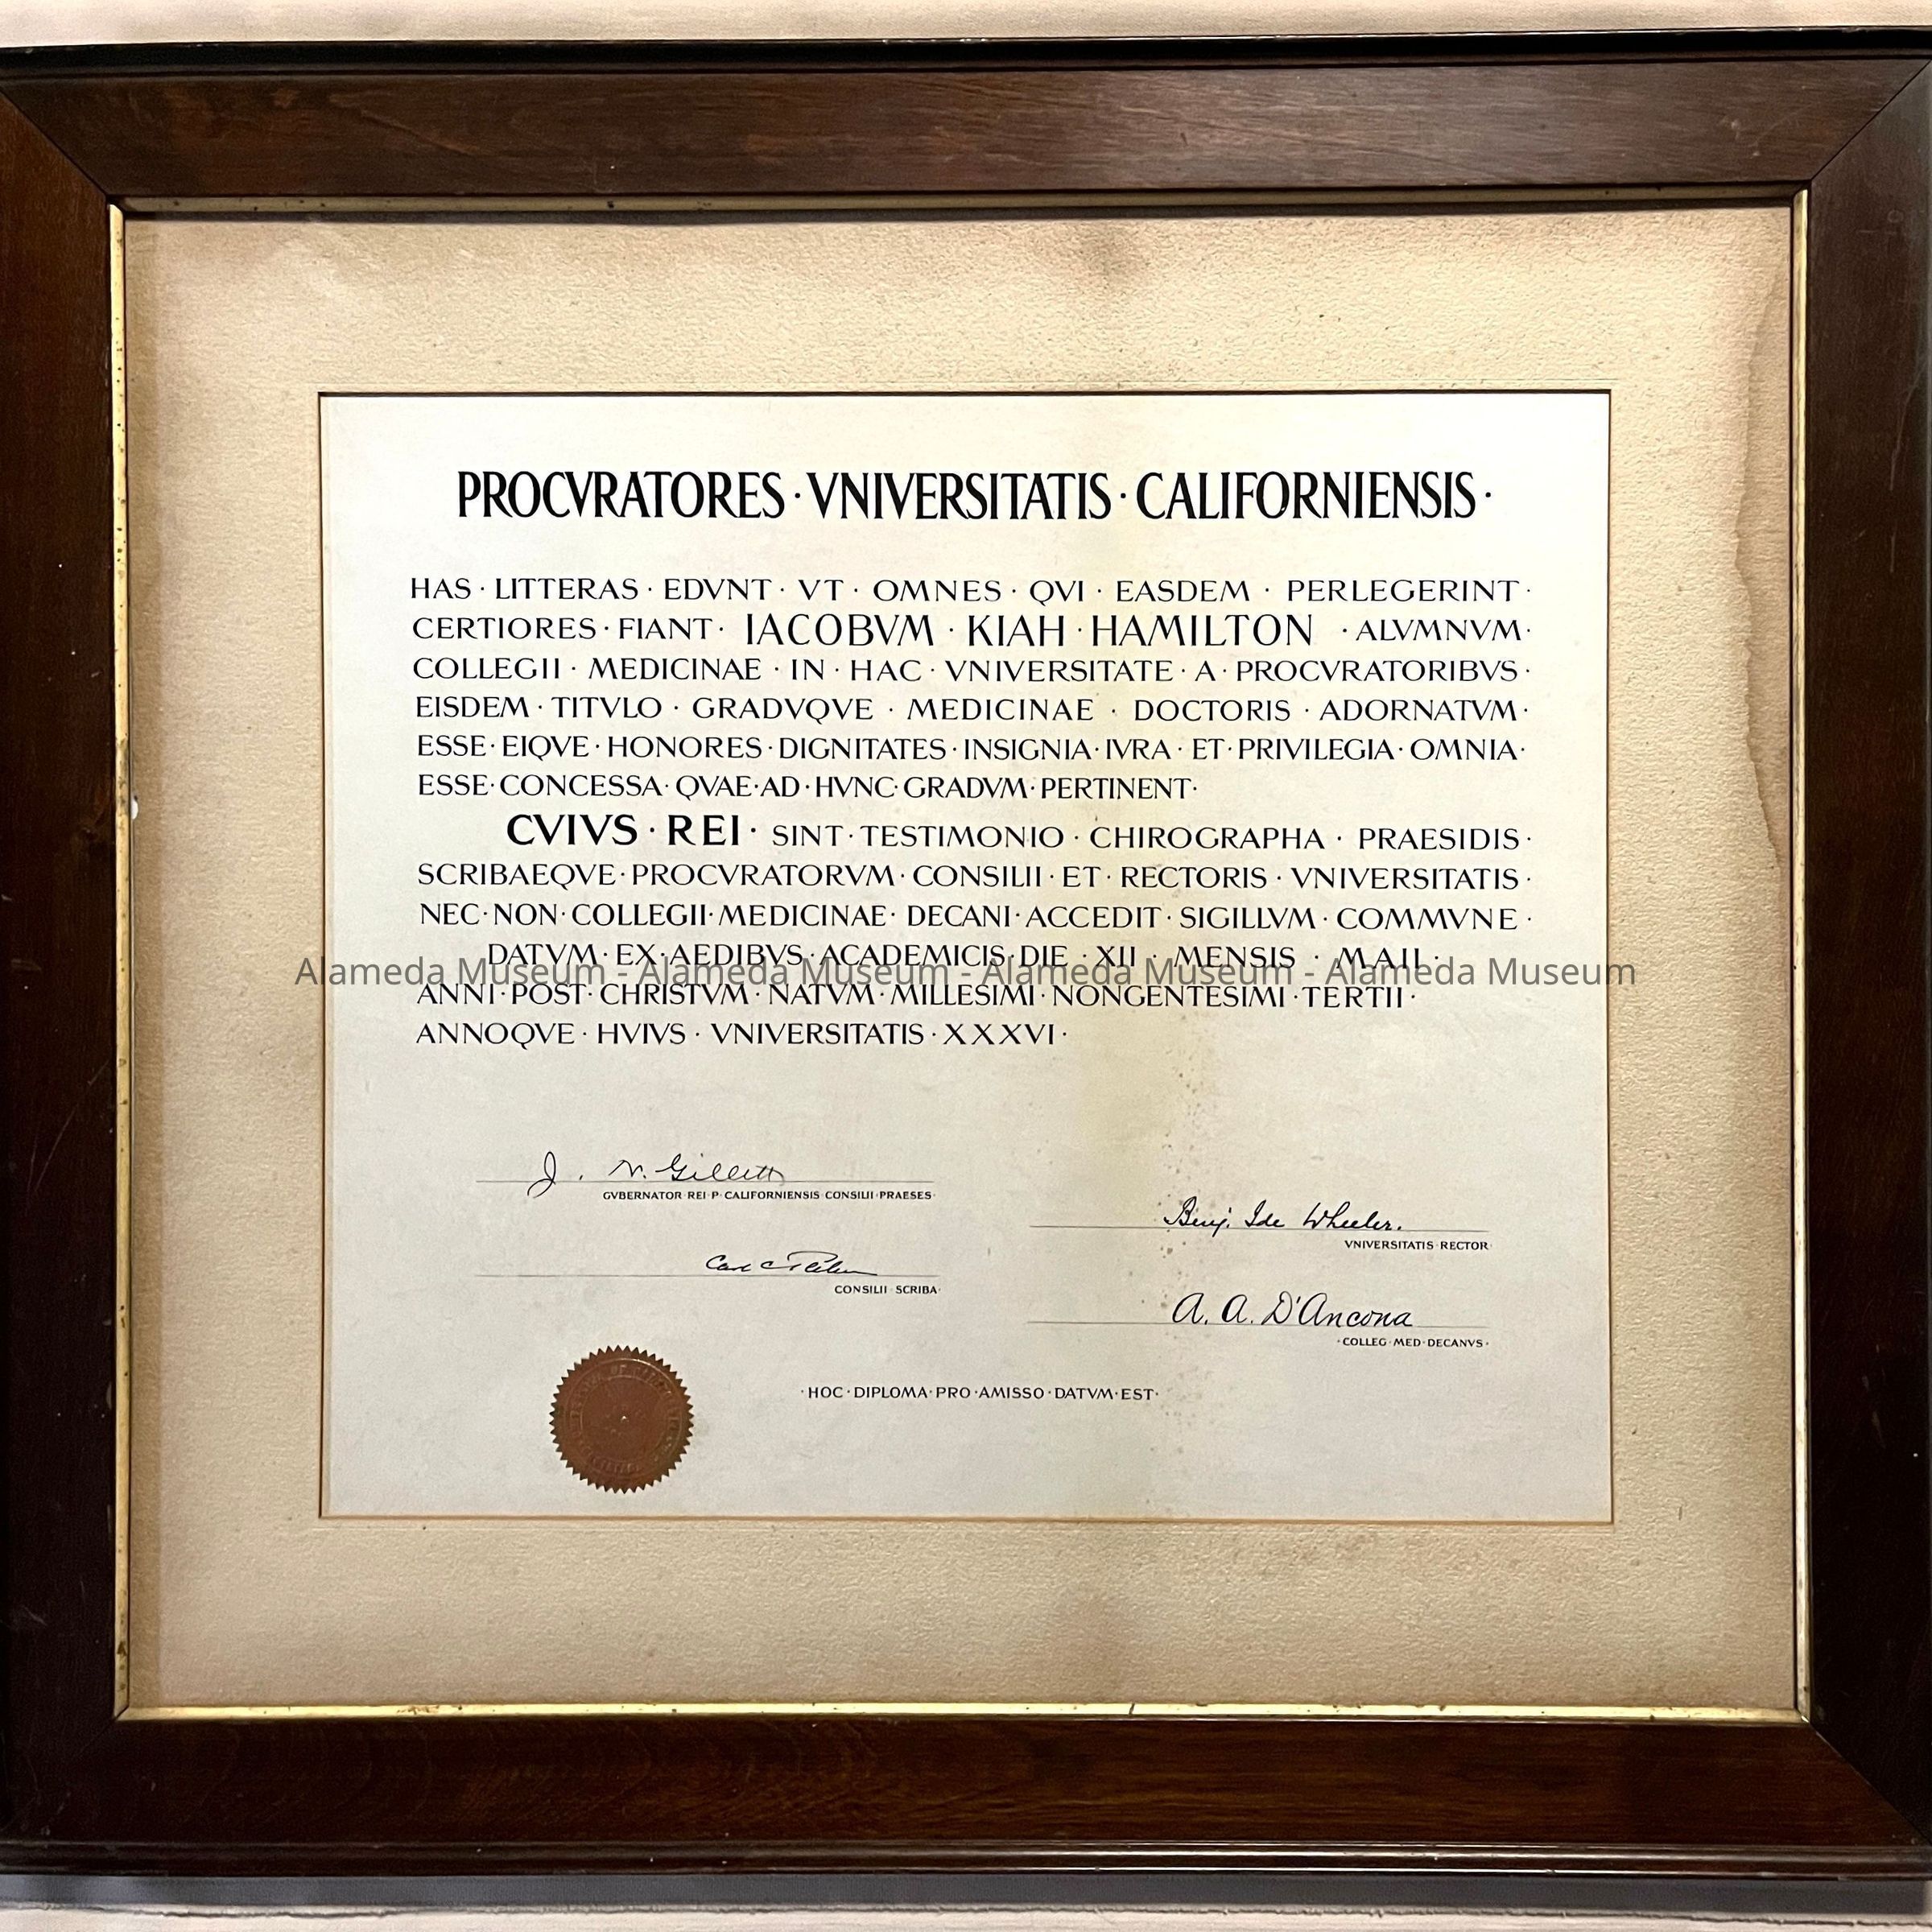 PROCVRATORES · VNIVERSITATIS · CALIFORNIENSIS ·
HAS · LITTERAS · EDVNT · VT · OMNES · QVI · EASDEM · PERLEGERINT ·
CERTIORES · FIANT · IACOBVM · KIAH · HAMILTON · ALVMNVM ·
COLLEGII · MEDICINAE · IN · HAC · VNIVERSITATE · A · PROCVRATORIBVS ·
EISDEM · TITVLO · GRADVQVE · MEDICINAE · DOCTORIS · ADORNATVM ·
ESSE · EIQVE · HONORES · DIGNITATES · INSIGNIA · IVRA · ET · PRIVILEGIA · OMNIA ·
ESSE · CONCESSA · QVAE · AD · HVNC · GRADVM · PERTINENT ·
CVIVS · REI · SINT · TESTIMONIO · CHIROGRAPHA · PRAESIDIS ·
SCRIBAEQVE · PROCVRATORVM · CONSILII · ET · RECTORIS · VNIVERSITATIS ·
NEC · NON · COLLEGII · MEDICINAE · DECANI · ACCEDIT · SIGILLVM · COMMVNE ·
DATVM · EX · AEDIBVS · ACADEMICIS · DIE · XII · MENSIS · MAII ·
Alameda Museum - Alameda Museum - Alameda Museum - Alameda Museum
ANNI · POST · CHRISTVM · NATVM · MILLESIMI · NONGENTESIMI · TERTII ·
ANNOQVE · HVIVS · VNIVERSITATIS · XXXVI ·
J. N. Gillett
GVBERNATOR · REI · P · CALIFORNIENSIS · CONSILII · PRAESES ·
Benj. Ide Wheeler.
VNIVERSITATIS · RECTOR ·
Carl C. Plehn
CONSILII · SCRIBA ·
A. A. D'Ancona
· COLLEG · MED · DECANVS ·
· HOC · DIPLOMA · PRO · AMISSO · DATVM · EST ·